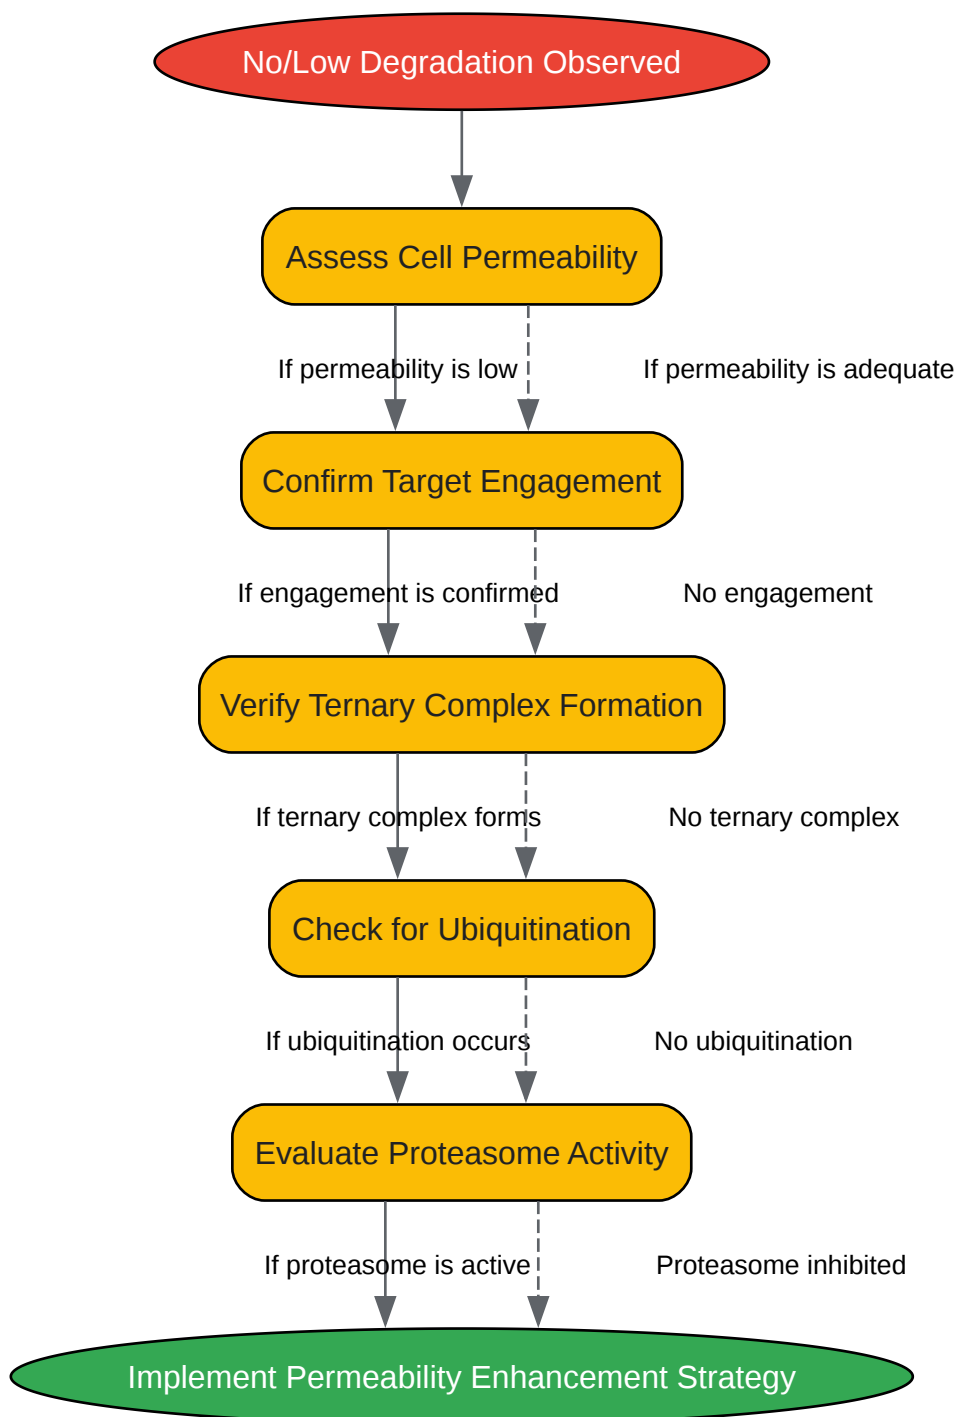 No/Low Degradation Observed
Assess Cell Permeability
If permeability is low
If permeability is adequate
Confirm Target Engagement
If engagement is confirmed
No engagement
Verify Ternary Complex Formation
If ternary complex forms
No ternary complex
Check for Ubiquitination
If ubiquitination occurs
No ubiquitination
Evaluate Proteasome Activity
If proteasome is active
Proteasome inhibited
Implement Permeability Enhancement Strategy